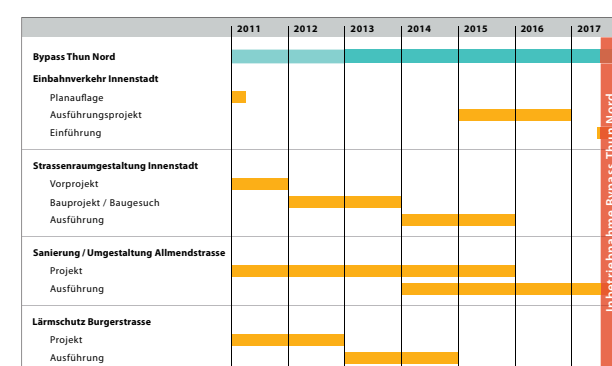 2011 2012 2013 2014 2015 2016 2017
Bypass Thun Nord
Einbahnverkehr Innenstadt
Planauflage
Ausführungsprojekt
Einführung
Strassenraumgestaltung Innenstadt
Vorprojekt
Bauprojekt / Baugesuch
Ausführung
Sanierung / Umgestaltung Allmendstrasse
Projekt
Ausführung
Lärmschutz Burgerstrasse
Projekt
Ausführung
Inbetriebnahme Bypass Thun Nord